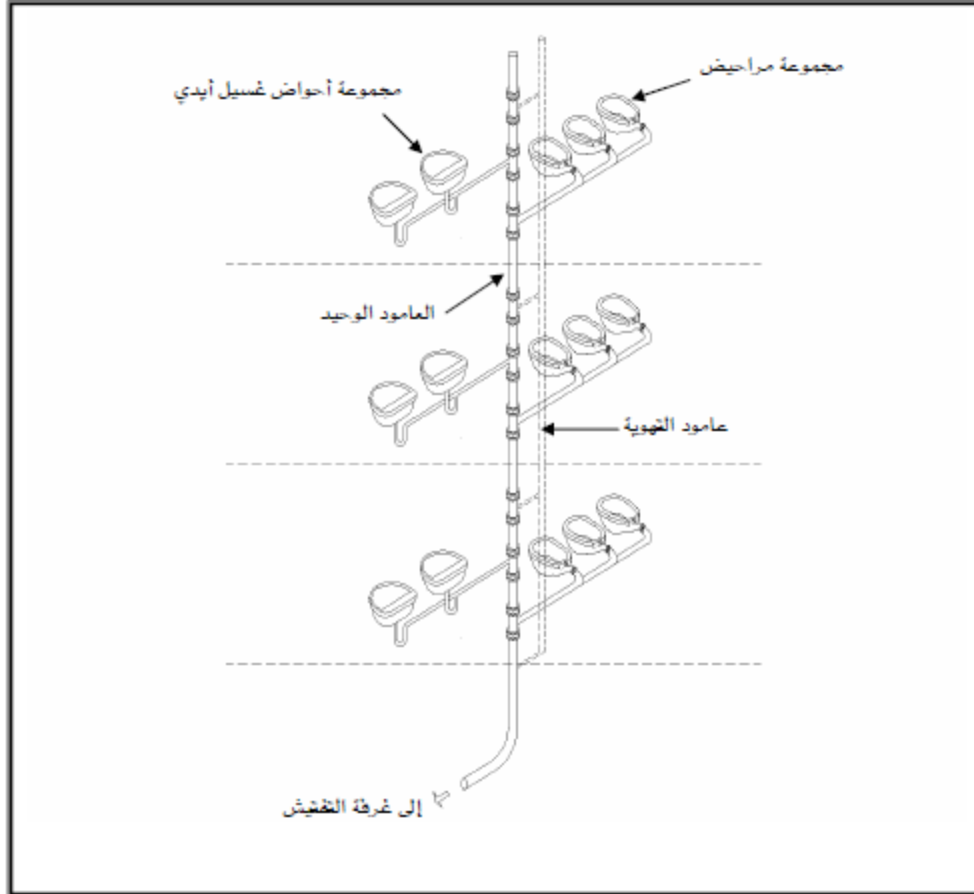 مجموعة مراحيض
مجموعة أحواض غسيل أيدي
العامود الوحيد
عامود التهوية
إلى غرفة التفتيش